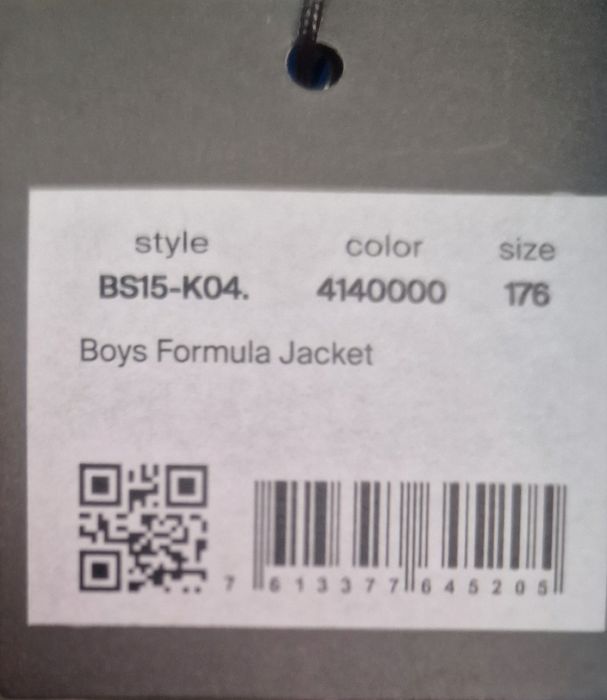 style color size
BS15-K04. 4140000 176
Boys Formula Jacket
7 613377 645205